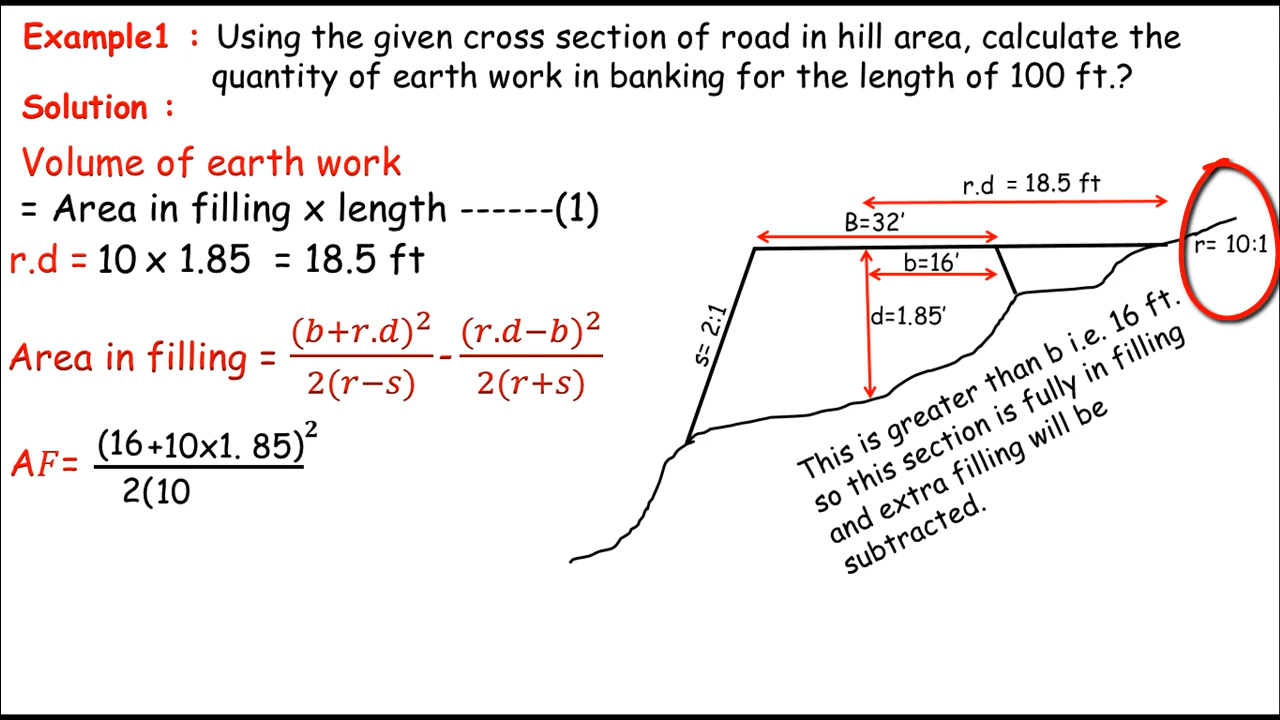 Example1 : Using the given cross section of road in hill area, calculate the
quantity of earth work in banking for the length of 100 ft.?
Solution :
Volume of earth work
= Area in filling x length ------(1)
r.d = 10 x 1.85 = 18.5 ft
Area in filling = (b+r.d)²/2(r−s) - (r.d−b)²/2(r+s)
AF= (16+10x1. 85)²/2(10
r.d = 18.5 ft
B=32'
r= 10:1
b=16'
d=1.85'
s= 2:1
This is greater than b i.e. 16 ft.
so this section is fully in filling
and extra filling will be
subtracted.